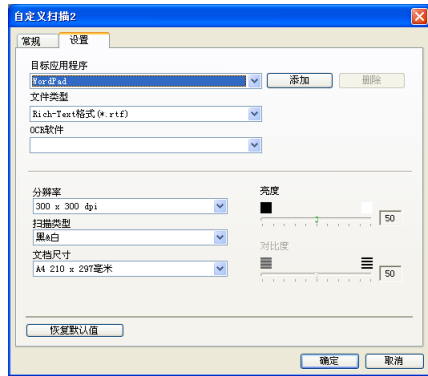 自定义扫描2
常规
设置
目标应用程序
WordPad
添加
删除
文件类型
Rich-Text格式(*.rtf)
OCR软件
分辨率
300 x 300 dpi
扫描类型
黑&白
文档尺寸
A4 210 x 297毫米
亮度
50
对比度
50
恢复默认值
确定
取消